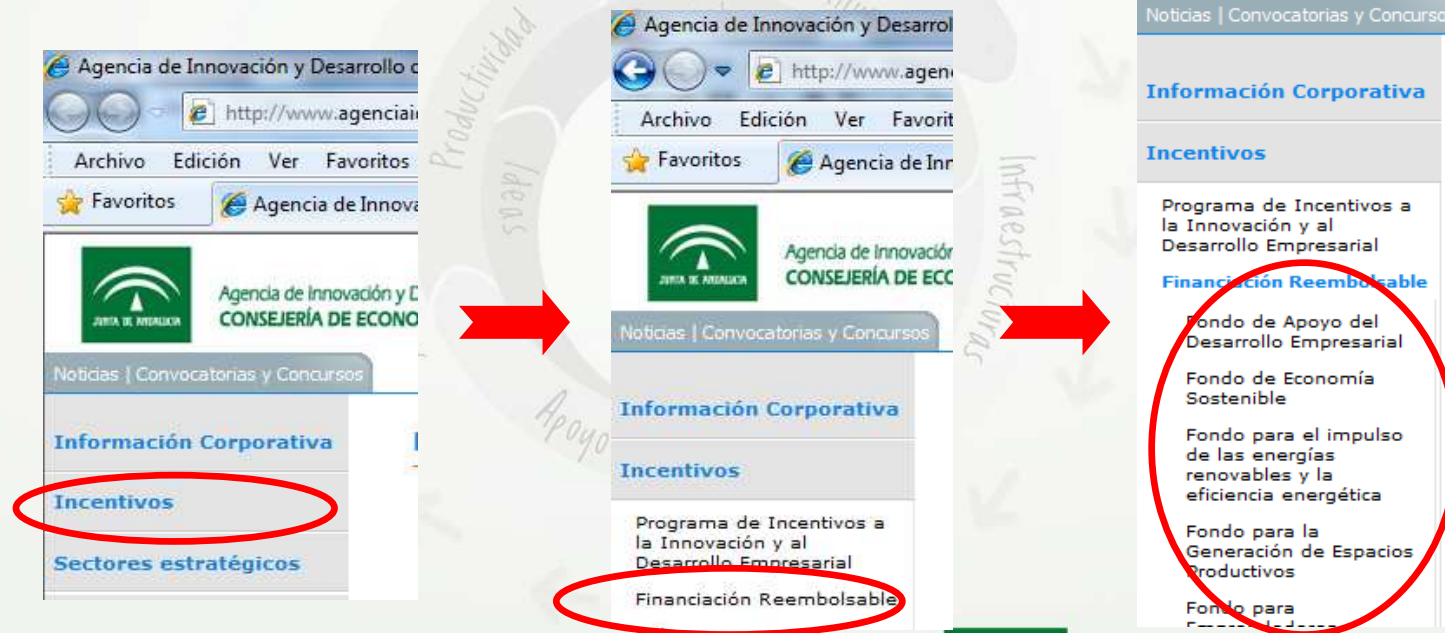 Agencia de Innovación y Desarrollo
http://www.agenciai
Archivo Edición Ver Favoritos
Favoritos Agencia de Innova
JUNTA DE ANDALUCIA
Agencia de Innovación y D
CONSEJERÍA DE ECONO
Noticias | Convocatorias y Concursos
Información Corporativa
Incentivos
Sectores estratégicos
Productividad
Ideas
Apoyo
Agencia de Innovación y Desarrol
http://www.agen
Archivo Edición Ver Favorit
Favoritos Agencia de Inn
JUNTA DE ANDALUCIA
Agencia de Innovación
CONSEJERÍA DE ECO
Noticias | Convocatorias y Concursos
Información Corporativa
Incentivos
Programa de Incentivos a
la Innovación y al
Desarrollo Empresarial
Financiación Reembolsable
Infraestructuras
Noticias | Convocatorias y Concurso
Información Corporativa
Incentivos
Programa de Incentivos a
la Innovación y al
Desarrollo Empresarial
Financiación Reembolsable
Fondo de Apoyo del
Desarrollo Empresarial
Fondo de Economía
Sostenible
Fondo para el impulso
de las energías
renovables y la
eficiencia energética
Fondo para la
Generación de Espacios
Productivos
Fondo para